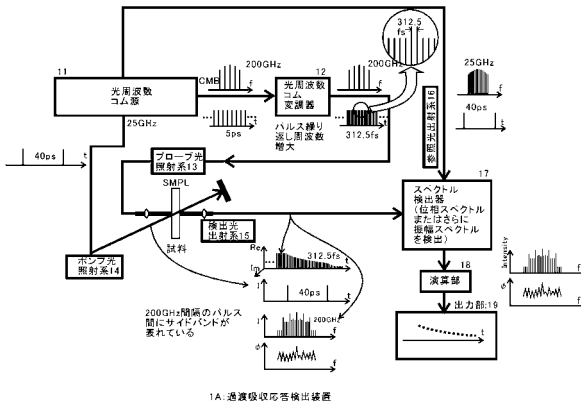 312.5
fs
11
光周波数
コム源
CMB
200GHz
f
t
5ps
12
光周波数
コム
変調器
200GHz
f
t
312.5fs
パルス繰り
返し周波数
増大
25GHz
f
40ps
t
参照光出射系16
25GHz
40ps
t
プローブ光
照射系13
SMPL
試料
検出光
出射系15
ポンプ光
照射系14
17
スペクトル
検出器
(位相スペクトル
またはさらに
振幅スペクトル
を検出)
Re
Im
312.5fs
t
I
40ps
t
I
200GHz
f
φ
f
200GHz間隔のパルス
間にサイドバンドが
表れている
18
演算部
出力部:19
t
Intensity
f
φ
f
1A:過渡吸収応答検出装置